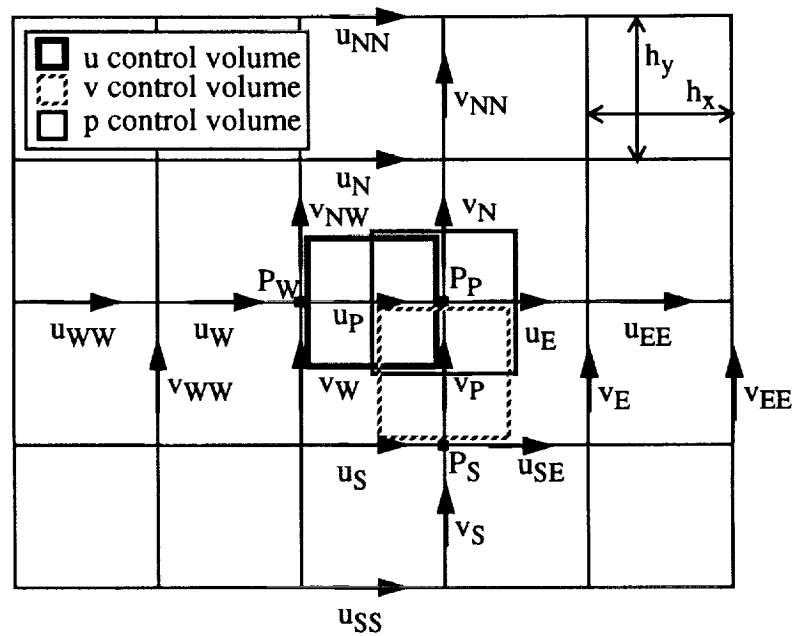 u control volume
v control volume
p control volume
uNN
vNN
hy
hx
uN
vNW
vN
PW
PP
uWW
uW
uP
uE
uEE
vWW
vW
vP
vE
vEE
uS
PS
uSE
vS
uSS